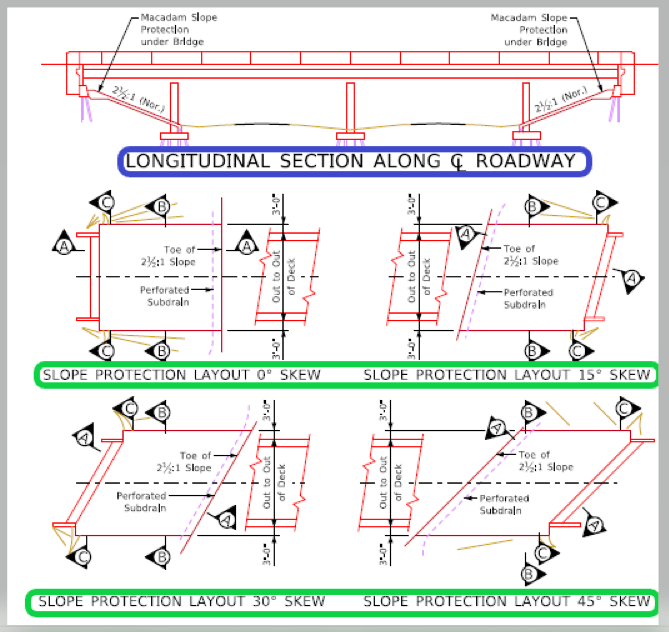 Macadam Slope
Protection
under Bridge
Macadam Slope
Protection
under Bridge
2½:1 (Nor.)
2½:1 (Nor.)
LONGITUDINAL SECTION ALONG ℄ ROADWAY
C
B
3'-0"
A
A
Toe of
2½:1 Slope
Perforated
Subdrain
Out to Out
of Deck
C
B
3'-0"
SLOPE PROTECTION LAYOUT 0° SKEW
3'-0"
B
C
A
A
Out to Out
of Deck
Toe of
2½:1 Slope
Perforated
Subdrain
3'-0"
B
C
SLOPE PROTECTION LAYOUT 15° SKEW
C
B
3'-0"
A
Toe of
2½:1 Slope
Perforated
Subdrain
A
Out to Out
of Deck
C
B
3'-0"
SLOPE PROTECTION LAYOUT 30° SKEW
3'-0"
B
C
A
Out to Out
of Deck
Toe of
2½:1 Slope
Perforated
Subdrain
A
3'-0"
C
B
SLOPE PROTECTION LAYOUT 45° SKEW